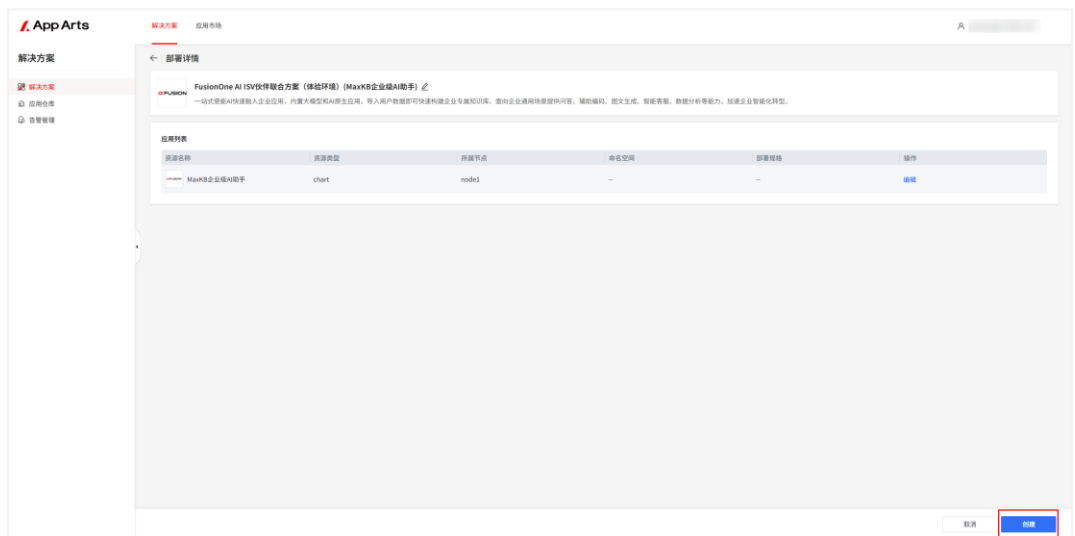 App Arts
解决方案
应用市场
解决方案
← 部署详情
解决方案
应用仓库
告警管理
FUSION
FusionOne AI ISV伙伴联合方案（体验环境）(MaxKB企业级AI助手)
一站式使能AI快速融入企业应用，内置大模型和AI原生应用，导入用户数据即可快速构建企业专属知识库，面向企业通用场景提供问答、辅助编码、图文生成、智能客服、数据分析等能力，加速企业智能化转型。
应用列表
资源名称 资源类型 所属节点 命名空间 部署规格 操作
MaxKB企业级AI助手 chart node1 -- -- 编辑
取消 创建